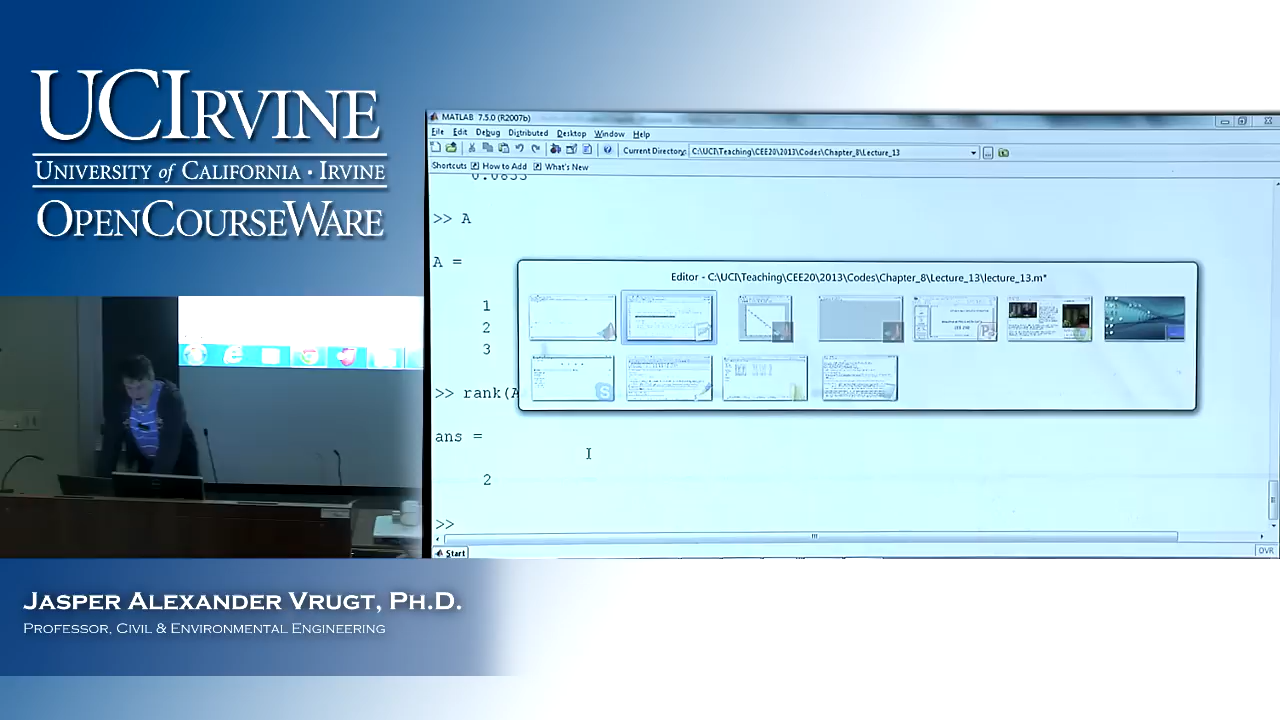 UCIRVINE
UNIVERSITY of CALIFORNIA · IRVINE
OPENCOURSEWARE
MATLAB 7.5.0 (R2007b)
File Edit Debug Distributed Desktop Window Help
Current Directory: C:\UCI\Teaching\CEE20\2013\Codes\Chapter_8\Lecture_13
Shortcuts How to Add What's New
>> A
A =
1
2
3
Editor - C:\UCI\Teaching\CEE20\2013\Codes\Chapter_8\Lecture_13\lecture_13.m*
>> rank(A
ans =
2
>>
Start
OVR
JASPER ALEXANDER VRUGT, PH.D.
PROFESSOR, CIVIL & ENVIRONMENTAL ENGINEERING